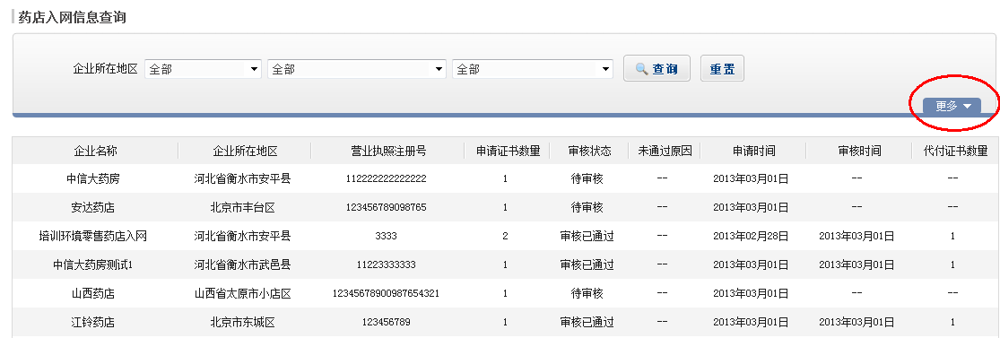 药店入网信息查询
企业所在地区 全部 全部 全部 查询 重置
更多
企业名称 企业所在地区 营业执照注册号 申请证书数量 审核状态 未通过原因 申请时间 审核时间 代付证书数量
中信大药房 河北省衡水市安平县 112222222222222 1 待审核 -- 2013年03月01日 -- --
安达药店 北京市丰台区 123456789098765 1 待审核 -- 2013年03月01日 -- --
培训环境零售药店入网 河北省衡水市安平县 3333 2 审核已通过 -- 2013年02月28日 2013年03月01日 1
中信大药房测试1 河北省衡水市武邑县 11223333333 1 审核已通过 -- 2013年03月01日 2013年03月01日 1
山西药店 山西省太原市小店区 12345678900987654321 1 待审核 -- 2013年03月01日 -- --
江铃药店 北京市东城区 123456789 1 审核已通过 -- 2013年03月01日 2013年03月01日 1